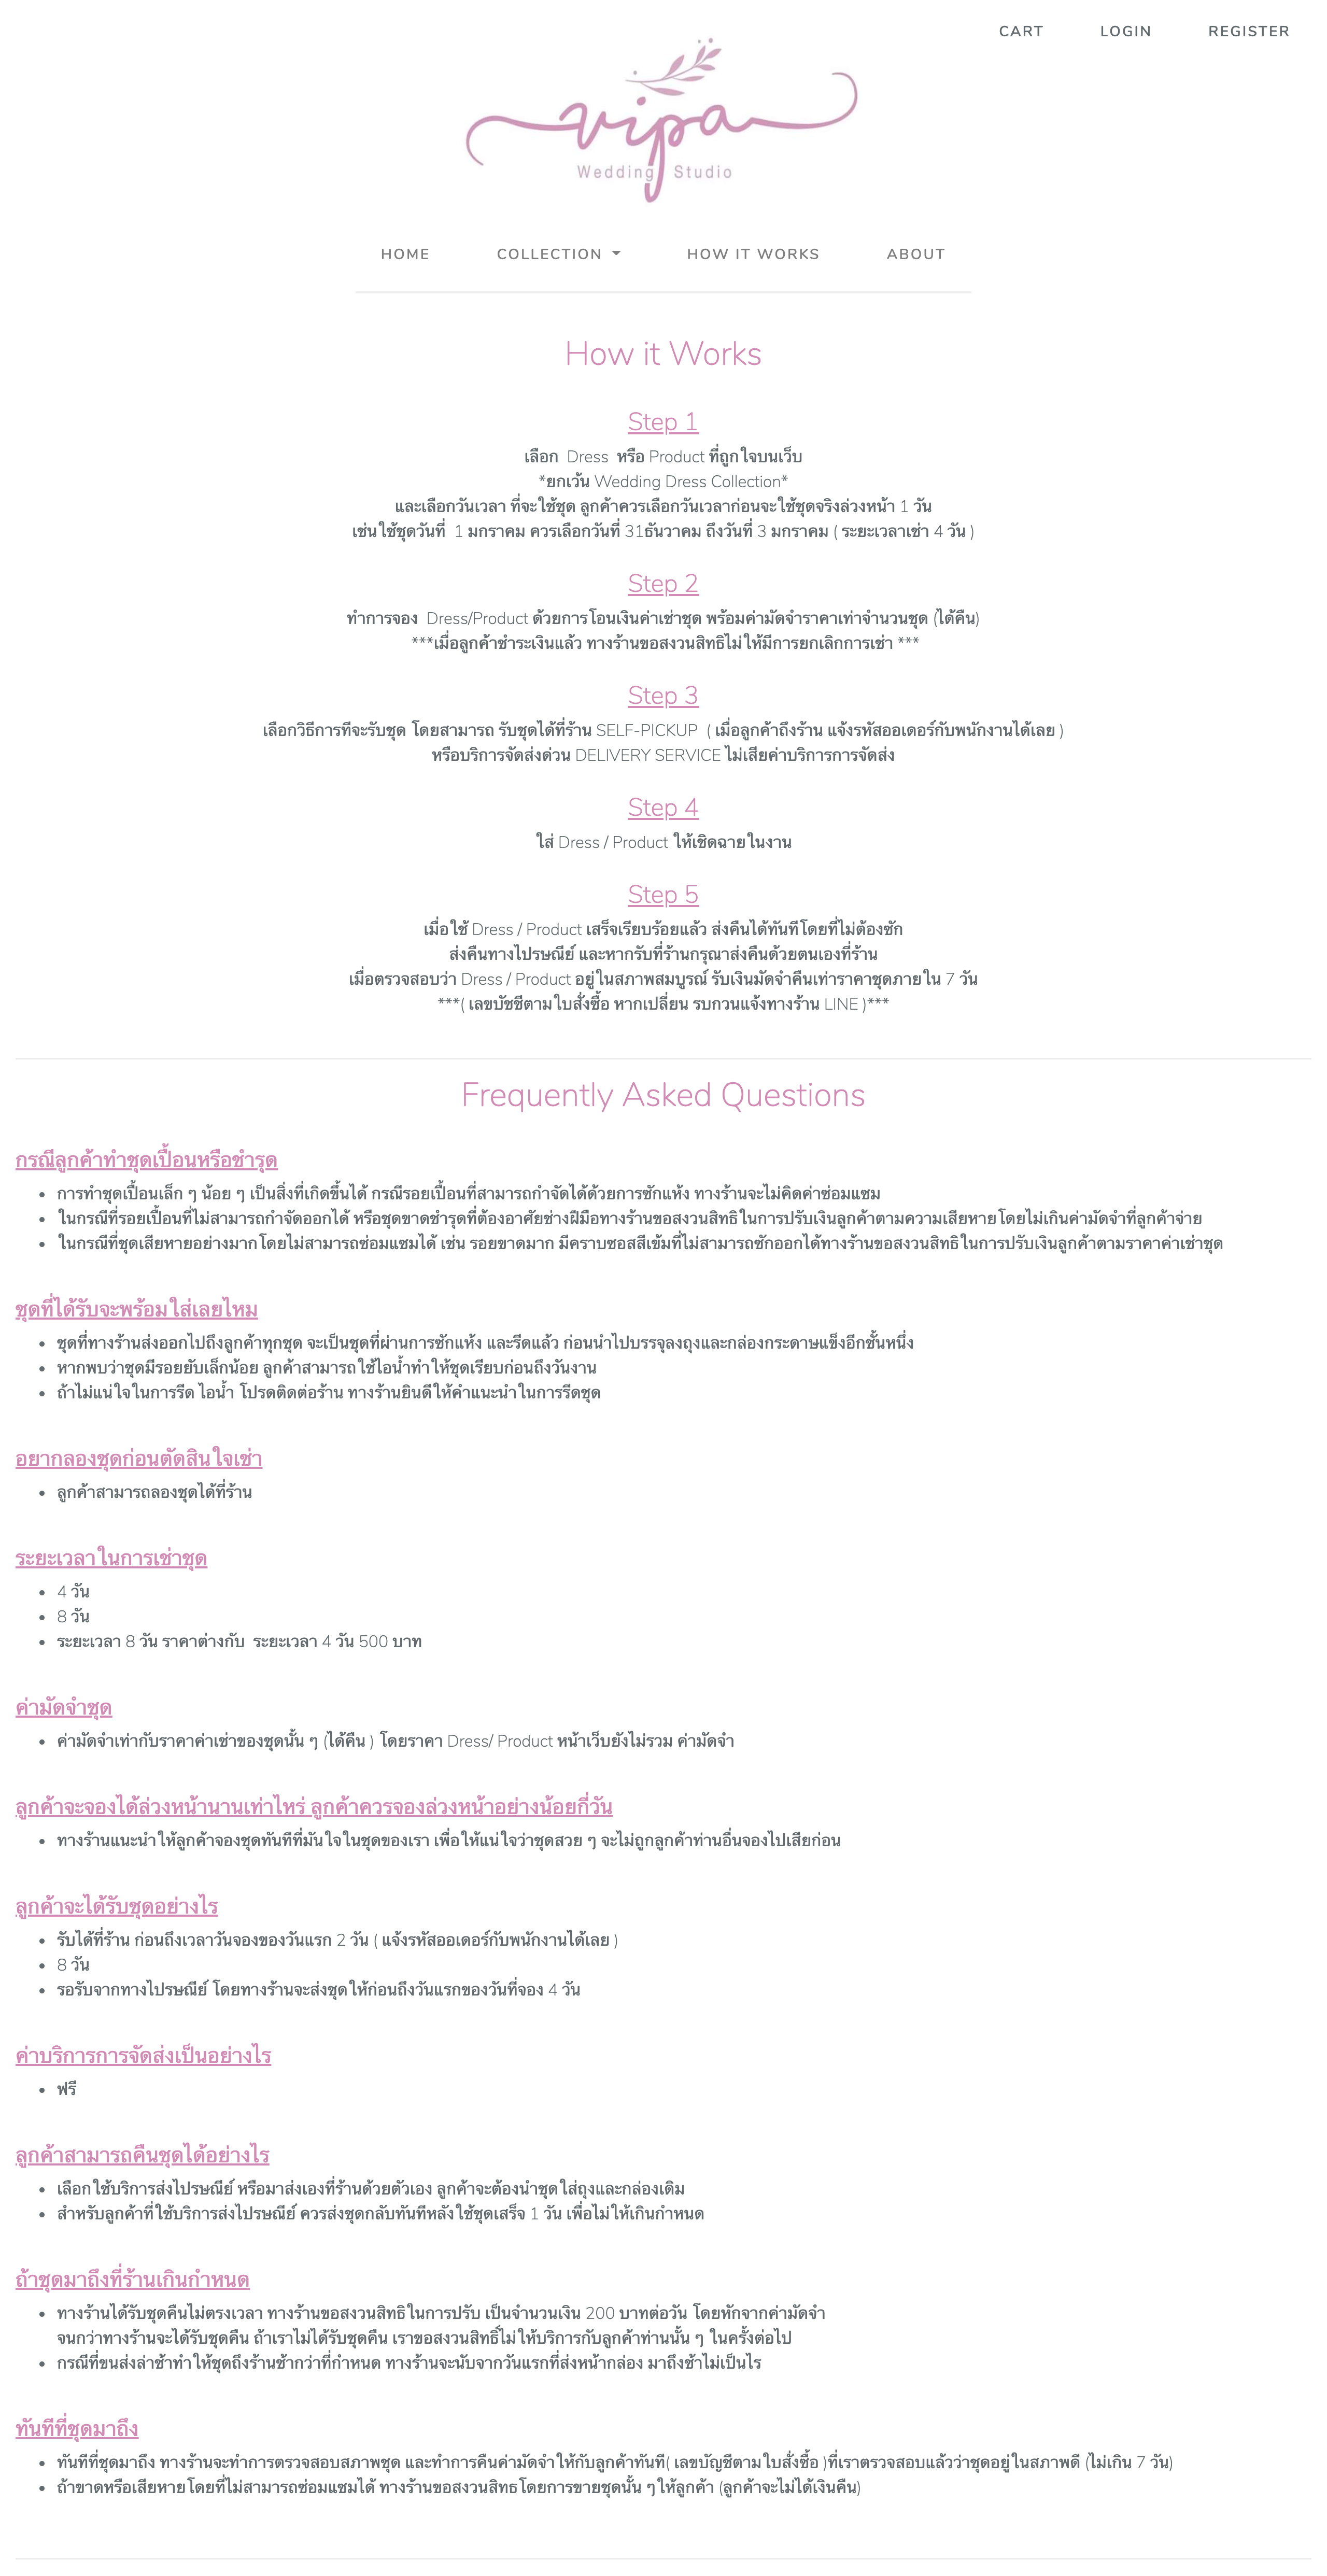 CART LOGIN REGISTER
vipa
Wedding Studio
HOME COLLECTION HOW IT WORKS ABOUT
How it Works
Step 1
เลือก Dress หรือ Product ที่ถูกใจบนเว็บ
*ยกเว้น Wedding Dress Collection*
และเลือกวันเวลา ที่จะใช้ชุด ลูกค้าควรเลือกวันเวลาก่อนจะใช้ชุดจริงล่วงหน้า 1 วัน
เช่นใช้ชุดวันที่ 1 มกราคม ควรเลือกวันที่ 31ธันวาคม ถึงวันที่ 3 มกราคม ( ระยะเวลาเช่า 4 วัน )
Step 2
ทำการจอง Dress/Product ด้วยการโอนเงินค่าเช่าชุด พร้อมค่ามัดจำราคาเท่าจำนวนชุด (ได้คืน)
***เมื่อลูกค้าชำระเงินแล้ว ทางร้านขอสงวนสิทธิไม่ให้มีการยกเลิกการเช่า ***
Step 3
เลือกวิธีการทีจะรับชุด โดยสามารถ รับชุดได้ที่ร้าน SELF-PICKUP ( เมื่อลูกค้าถึงร้าน แจ้งรหัสออเดอร์กับพนักงานได้เลย )
หรือบริการจัดส่งด่วน DELIVERY SERVICE ไม่เสียค่าบริการการจัดส่ง
Step 4
ใส่ Dress / Product ให้เชิดฉายในงาน
Step 5
เมื่อใช้ Dress / Product เสร็จเรียบร้อยแล้ว ส่งคืนได้ทันทีโดยที่ไม่ต้องซัก
ส่งคืนทางไปรษณีย์ และหากรับที่ร้านกรุณาส่งคืนด้วยตนเองที่ร้าน
เมื่อตรวจสอบว่า Dress / Product อยู่ในสภาพสมบูรณ์ รับเงินมัดจำคืนเท่าราคาชุดภายใน 7 วัน
***( เลขบัชชีตามใบสั่งซื้อ หากเปลี่ยน รบกวนแจ้งทางร้าน LINE )***
Frequently Asked Questions
กรณีลูกค้าทำชุดเปื้อนหรือชำรุด
• การทำชุดเปื้อนเล็ก ๆ น้อย ๆ เป็นสิ่งที่เกิดขึ้นได้ กรณีรอยเปื้อนที่สามารถกำจัดได้ด้วยการซักแห้ง ทางร้านจะไม่คิดค่าซ่อมแซม
• ในกรณีที่รอยเปื้อนที่ไม่สามารถกำจัดออกได้ หรือชุดขาดชำรุดที่ต้องอาศัยช่างฝีมือทางร้านขอสงวนสิทธิในการปรับเงินลูกค้าตามความเสียหายโดยไม่เกินค่ามัดจำที่ลูกค้าจ่าย
• ในกรณีที่ชุดเสียหายอย่างมากโดยไม่สามารถซ่อมแซมได้ เช่น รอยขาดมาก มีคราบซอสสีเข้มที่ไม่สามารถซักออกได้ทางร้านขอสงวนสิทธิในการปรับเงินลูกค้าตามราคาค่าเช่าชุด
ชุดที่ได้รับจะพร้อมใส่เลยไหม
• ชุดที่ทางร้านส่งออกไปถึงลูกค้าทุกชุด จะเป็นชุดที่ผ่านการซักแห้ง และรีดแล้ว ก่อนนำไปบรรจุลงถุงและกล่องกระดาษแข็งอีกชั้นหนึ่ง
• หากพบว่าชุดมีรอยยับเล็กน้อย ลูกค้าสามารถใช้ไอน้ำทำให้ชุดเรียบก่อนถึงวันงาน
• ถ้าไม่แน่ใจในการรีด ไอน้ำ โปรดติดต่อร้าน ทางร้านยินดีให้คำแนะนำในการรีดชุด
อยากลองชุดก่อนตัดสินใจเช่า
• ลูกค้าสามารถลองชุดได้ที่ร้าน
ระยะเวลาในการเช่าชุด
• 4 วัน
• 8 วัน
• ระยะเวลา 8 วัน ราคาต่างกับ ระยะเวลา 4 วัน 500 บาท
ค่ามัดจำชุด
• ค่ามัดจำเท่ากับราคาค่าเช่าของชุดนั้น ๆ (ได้คืน ) โดยราคา Dress/ Product หน้าเว็บยังไม่รวม ค่ามัดจำ
ลูกค้าจะจองได้ล่วงหน้านานเท่าไหร่ ลูกค้าควรจองล่วงหน้าอย่างน้อยกี่วัน
• ทางร้านแนะนำให้ลูกค้าจองชุดทันทีที่มันใจในชุดของเรา เพื่อให้แน่ใจว่าชุดสวย ๆ จะไม่ถูกลูกค้าท่านอื่นจองไปเสียก่อน
ลูกค้าจะได้รับชุดอย่างไร
• รับได้ที่ร้าน ก่อนถึงเวลาวันจองของวันแรก 2 วัน ( แจ้งรหัสออเดอร์กับพนักงานได้เลย )
• 8 วัน
• รอรับจากทางไปรษณีย์ โดยทางร้านจะส่งชุดให้ก่อนถึงวันแรกของวันที่จอง 4 วัน
ค่าบริการการจัดส่งเป็นอย่างไร
• ฟรี
ลูกค้าสามารถคืนชุดได้อย่างไร
• เลือกใช้บริการส่งไปรษณีย์ หรือมาส่งเองที่ร้านด้วยตัวเอง ลูกค้าจะต้องนำชุดใส่ถุงและกล่องเดิม
• สำหรับลูกค้าที่ใช้บริการส่งไปรษณีย์ ควรส่งชุดกลับทันทีหลังใช้ชุดเสร็จ 1 วัน เพื่อไม่ให้เกินกำหนด
ถ้าชุดมาถึงที่ร้านเกินกำหนด
• ทางร้านได้รับชุดคืนไม่ตรงเวลา ทางร้านขอสงวนสิทธิในการปรับ เป็นจำนวนเงิน 200 บาทต่อวัน โดยหักจากค่ามัดจำ
จนกว่าทางร้านจะได้รับชุดคืน ถ้าเราไม่ได้รับชุดคืน เราขอสงวนสิทธิ์ไม่ให้บริการกับลูกค้าท่านนั้น ๆ ในครั้งต่อไป
• กรณีที่ขนส่งล่าช้าทำให้ชุดถึงร้านช้ากว่าที่กำหนด ทางร้านจะนับจากวันแรกที่ส่งหน้ากล่อง มาถึงช้าไม่เป็นไร
ทันทีที่ชุดมาถึง
• ทันทีที่ชุดมาถึง ทางร้านจะทำการตรวจสอบสภาพชุด และทำการคืนค่ามัดจำให้กับลูกค้าทันที( เลขบัญชีตามใบสั่งซื้อ )ที่เราตรวจสอบแล้วว่าชุดอยู่ในสภาพดี (ไม่เกิน 7 วัน)
• ถ้าขาดหรือเสียหายโดยที่ไม่สามารถซ่อมแซมได้ ทางร้านขอสงวนสิทธโดยการขายชุดนั้น ๆให้ลูกค้า (ลูกค้าจะไม่ได้เงินคืน)